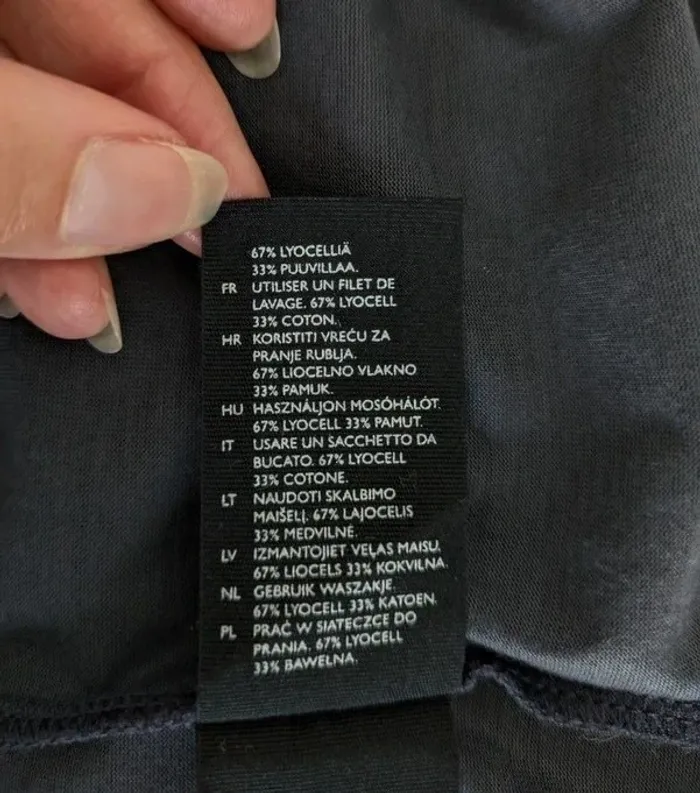 67% LYOCELLIÄ
33% PUUVILLAA.
FR UTILISER UN FILET DE
LAVAGE. 67% LYOCELL
33% COTON.
HR KORISTITI VREĆU ZA
PRANJE RUBLJA.
67% LIOCELNO VLAKNO
33% PAMUK.
HU HASZNÁLJON MOSÓHÁLÓT.
67% LYOCELL 33% PAMUT.
IT USARE UN SACCHETTO DA
BUCATO. 67% LYOCELL
33% COTONE.
LT NAUDOTI SKALBIMO
MAIŠELĮ. 67% LAJOCELIS
33% MEDVILNĖ.
LV IZMANTOJIET VEĻAS MAISU.
67% LIOCELS 33% KOKVILNA.
NL GEBRUIK WASZAKJE.
67% LYOCELL 33% KATOEN.
PL PRAĆ W SIATECZCE DO
PRANIA. 67% LYOCELL
33% BAWEŁNA.